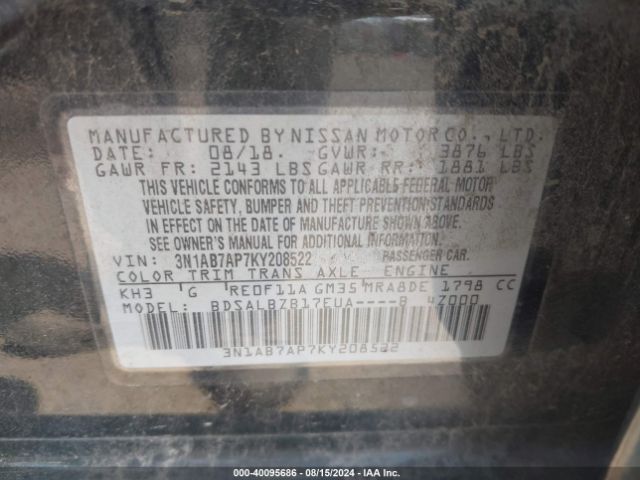 MANUFACTURED BY NISSAN MOTOR CO., LTD.
DATE: 08/18. GVWR: 3876 LBS
GAWR FR: 2143 LBS GAWR RR: 1881 LBS
THIS VEHICLE CONFORMS TO ALL APPLICABLE FEDERAL MOTOR
VEHICLE SAFETY, BUMPER AND THEFT PREVENTION STANDARDS
IN EFFECT ON THE DATE OF MANUFACTURE SHOWN ABOVE.
SEE OWNER'S MANUAL FOR ADDITIONAL INFORMATION.
VIN: 3N1AB7AP7KY208522 PASSENGER CAR.
COLOR TRIM TRANS AXLE ENGINE
KH3 G RE0F11A GM35 MRA8DE 1798 CC
MODEL: BDSALBZB17EUA----B 4Z000
3N1AB7AP7KY208522
000-40095686 - 08/15/2024 - IAA Inc.